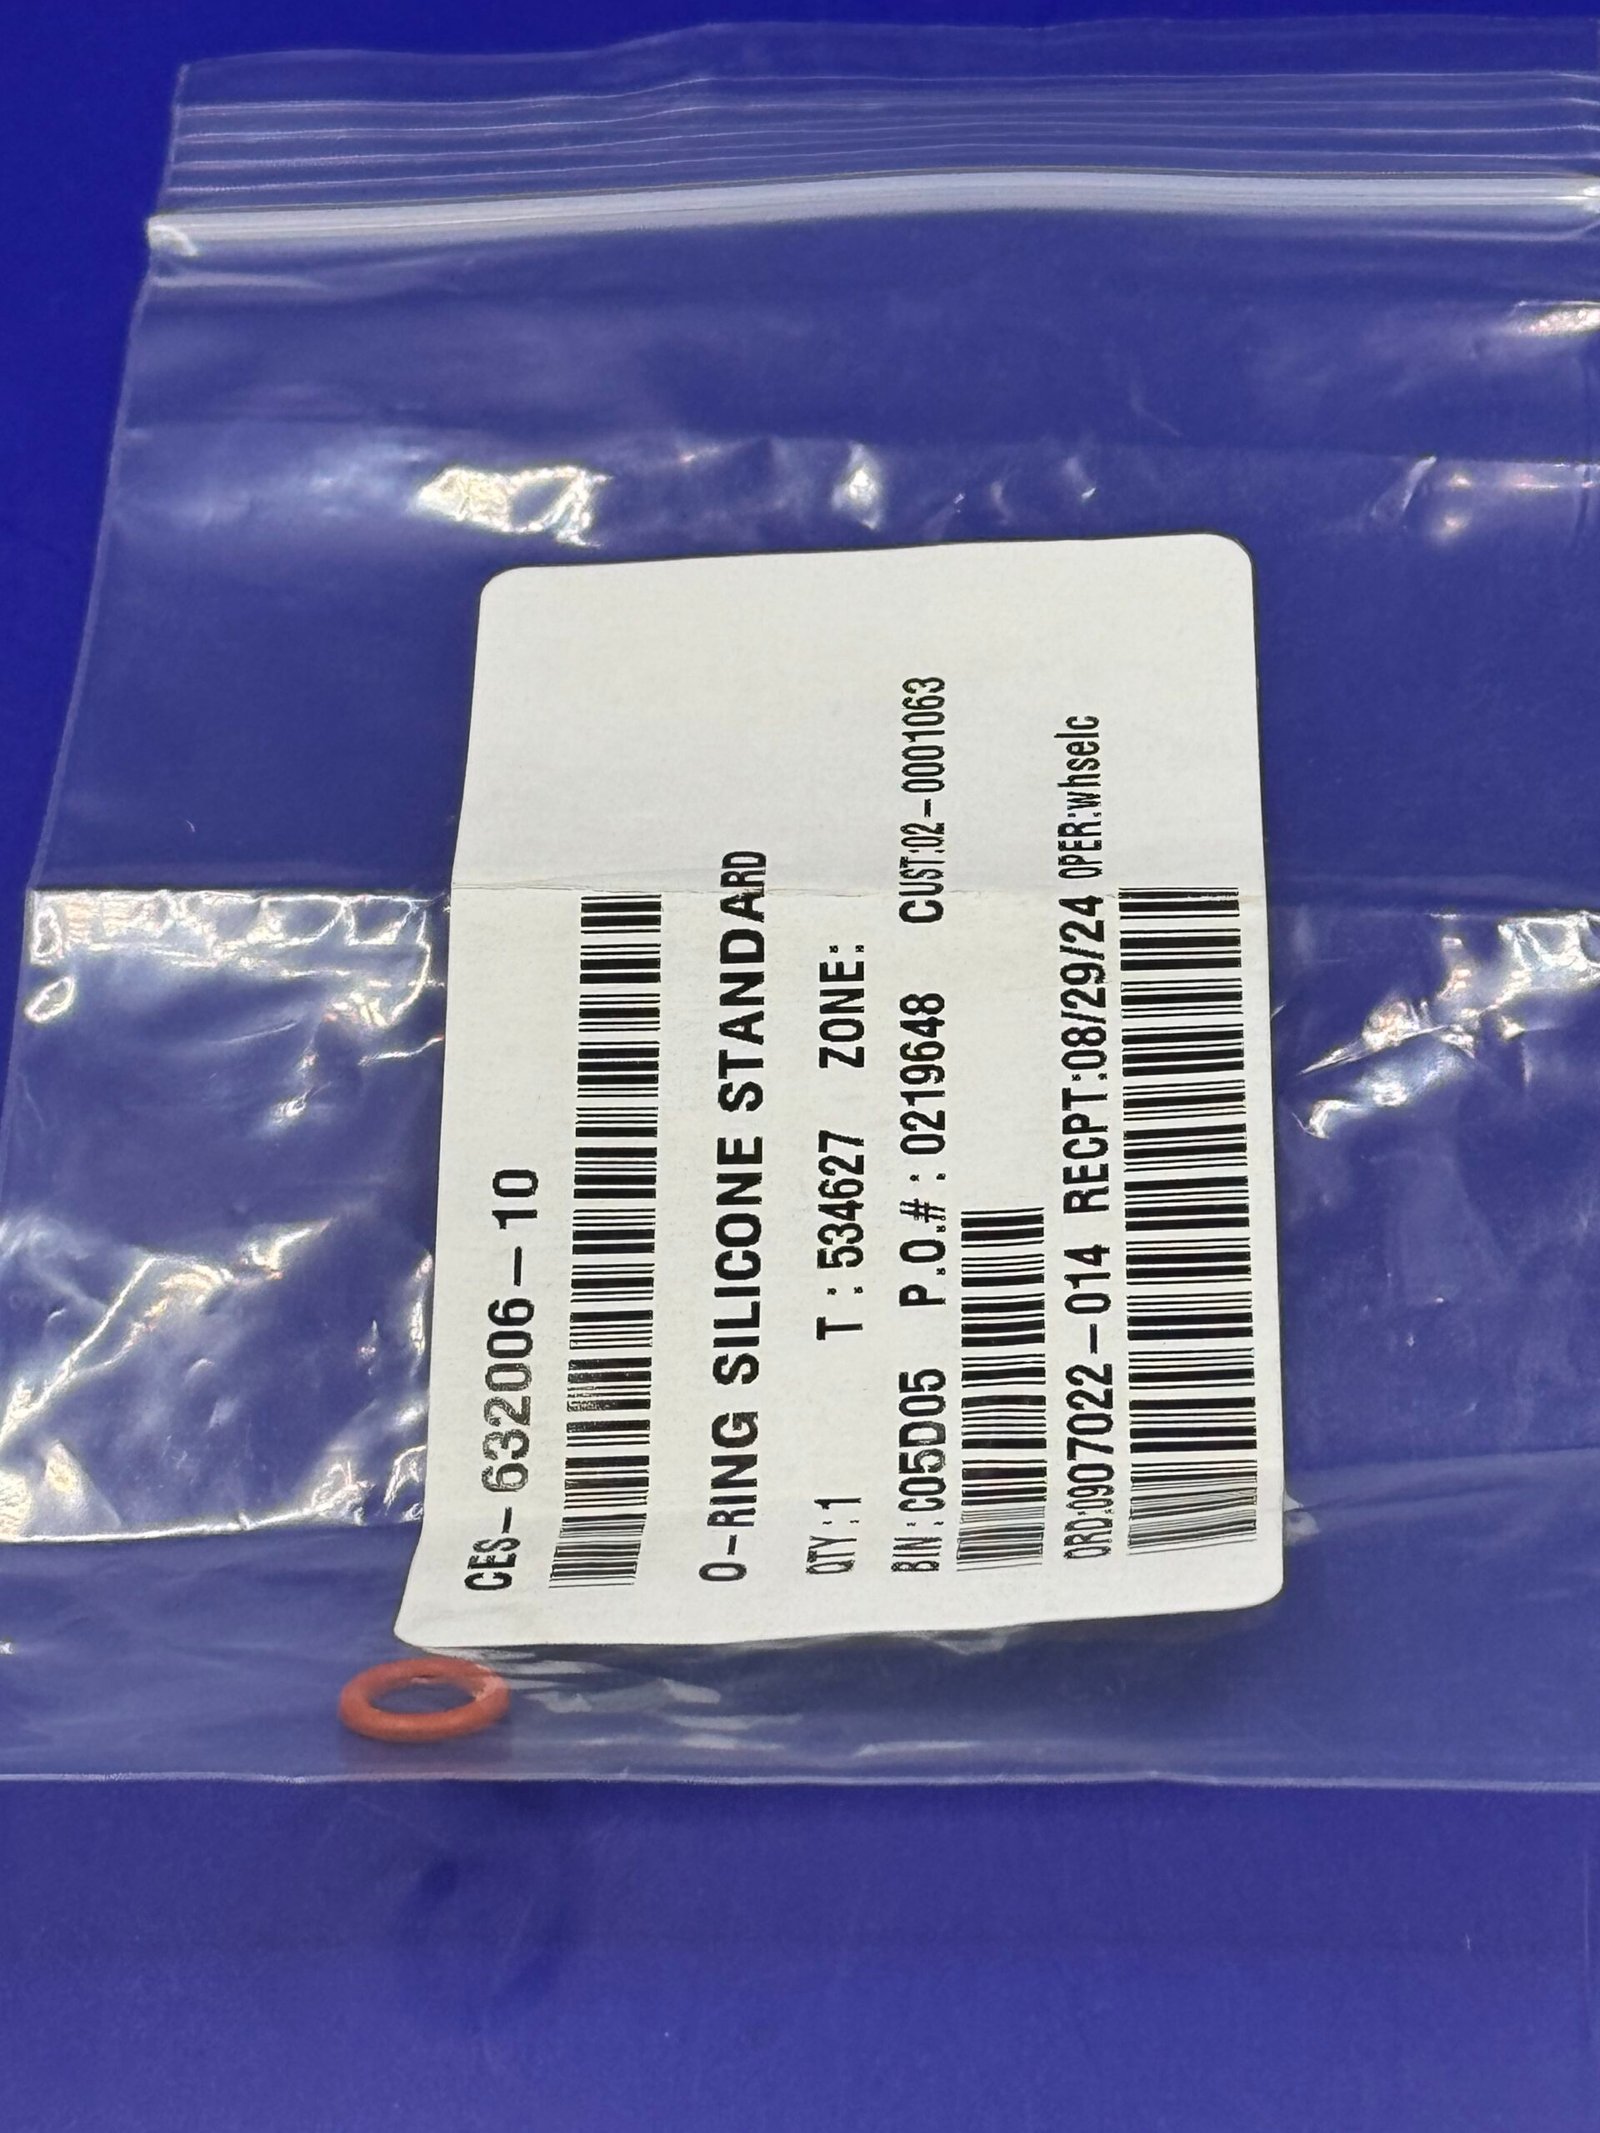 CES-632006-10
O-RING SILICONE STANDARD
QTY:1 T: 534627 ZONE:
BIN:C05D05 P.O.#: 0219648 CUST:02-0001063
ORD:0907022-014 RECPT:08/29/24 OPER:whselc